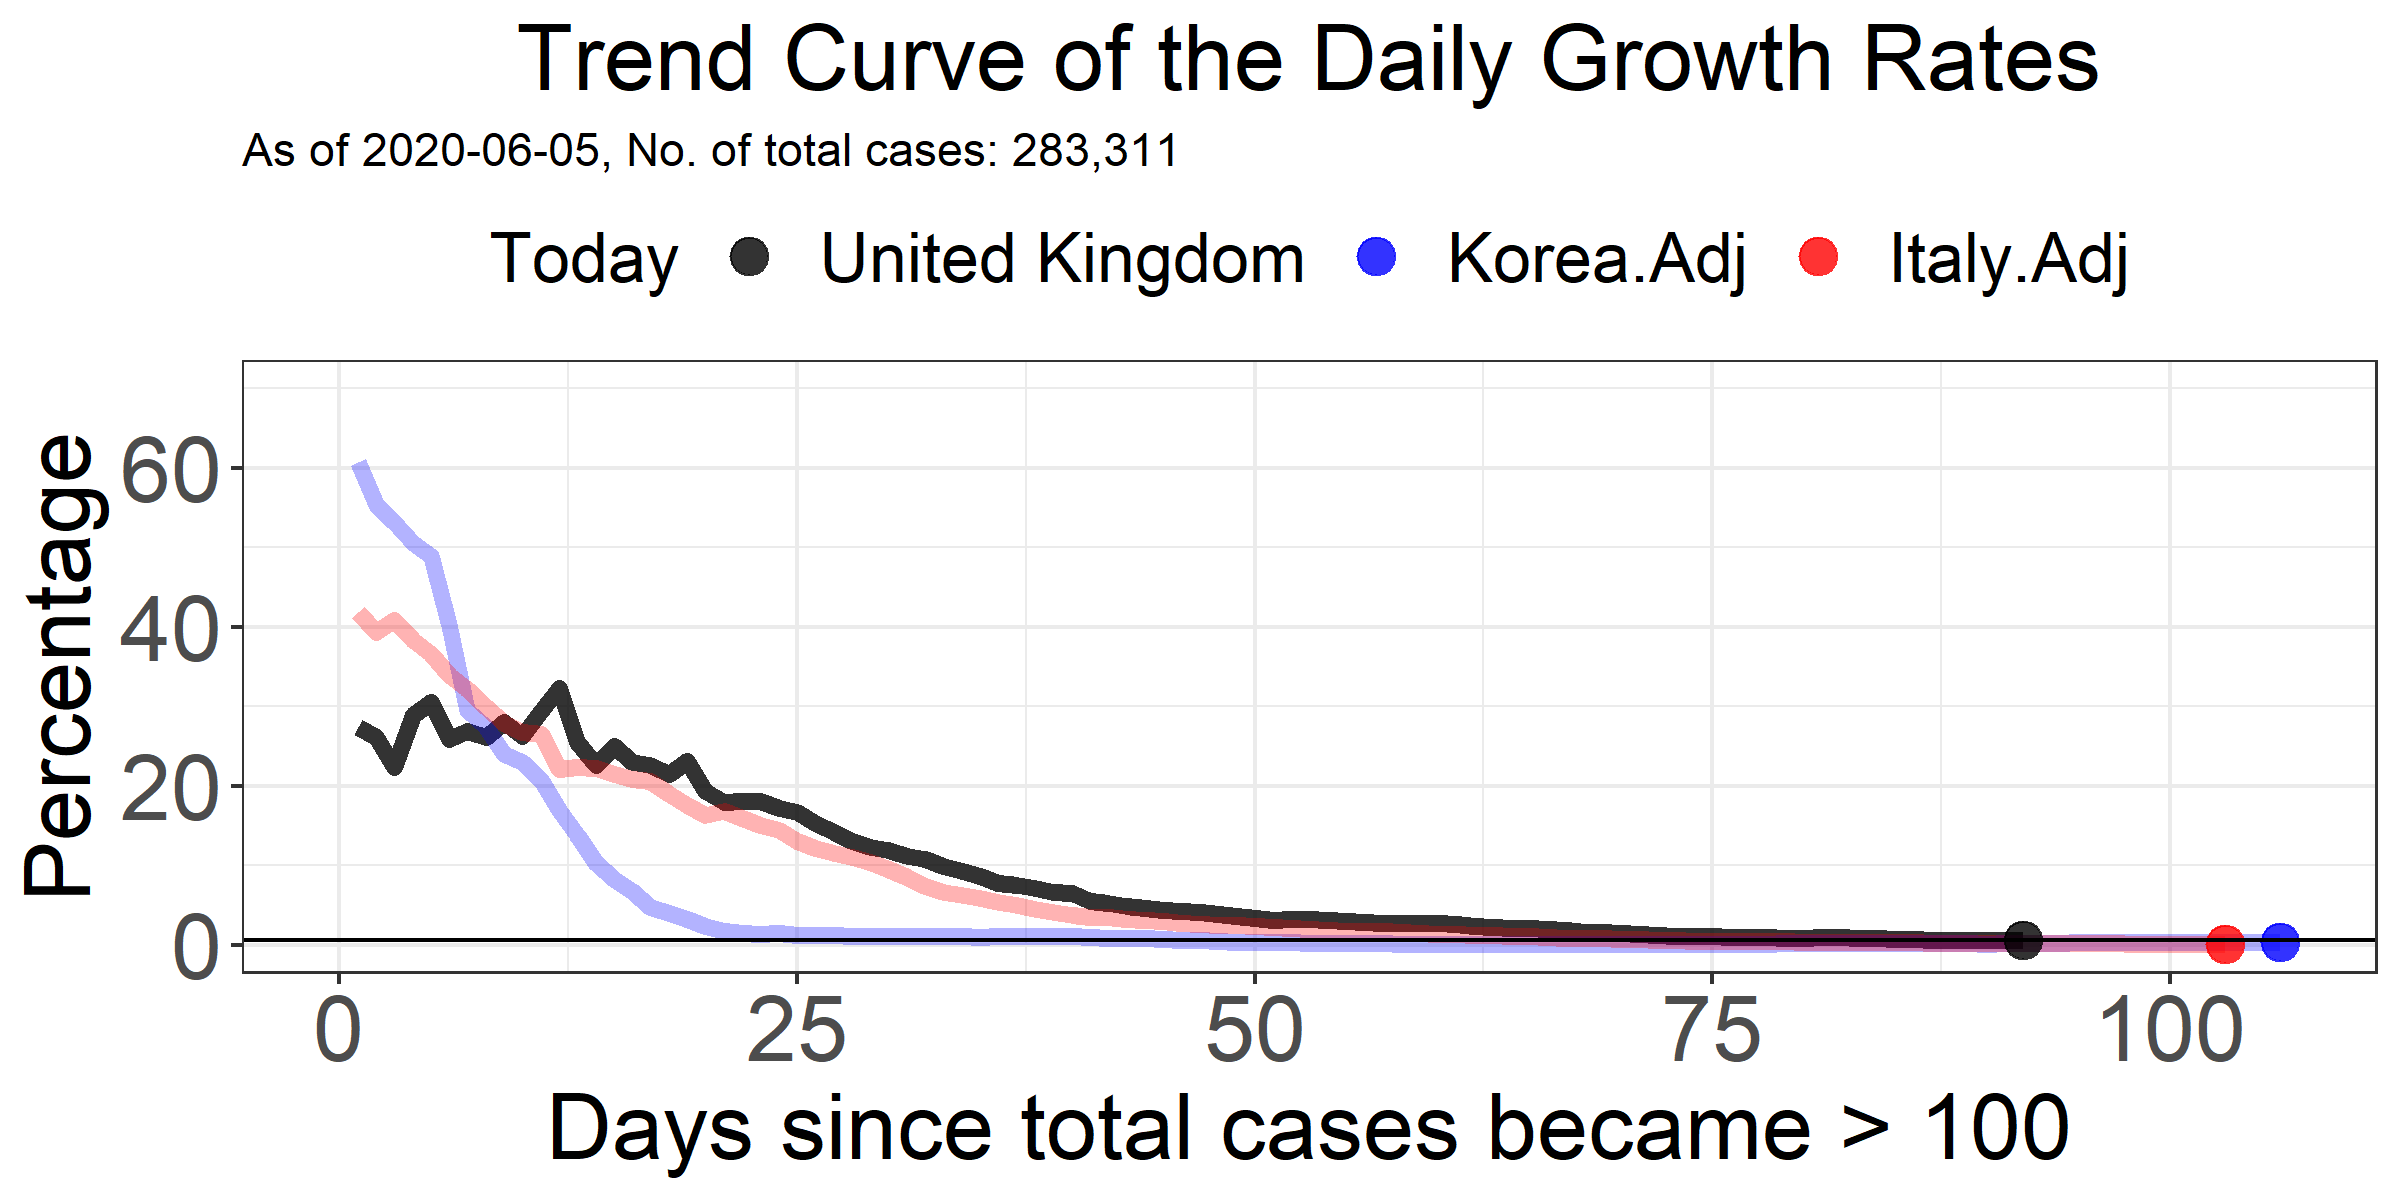 Trend Curve of the Daily Growth Rates
As of 2020-06-05, No. of total cases: 283,311
Today United Kingdom Korea.Adj Italy.Adj
Percentage
60
40
20
0
0 25 50 75 100
Days since total cases became > 100